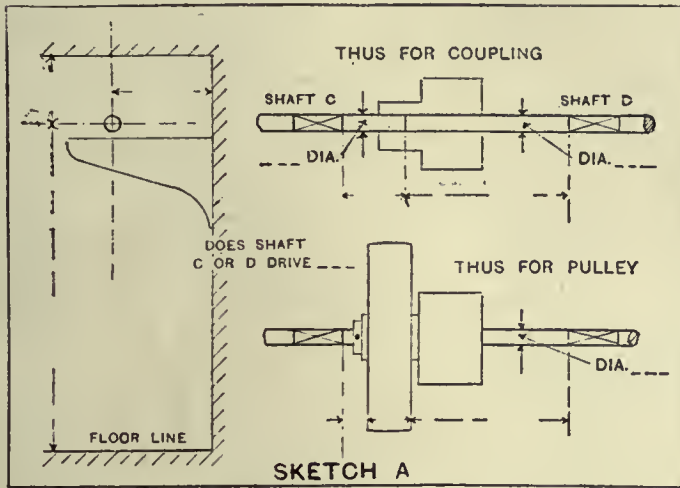 THUS FOR COUPLING
SHAFT C
SHAFT D
DIA.
DIA.
DOES SHAFT
C OR D DRIVE
THUS FOR PULLEY
DIA.
FLOOR LINE
SKETCH A